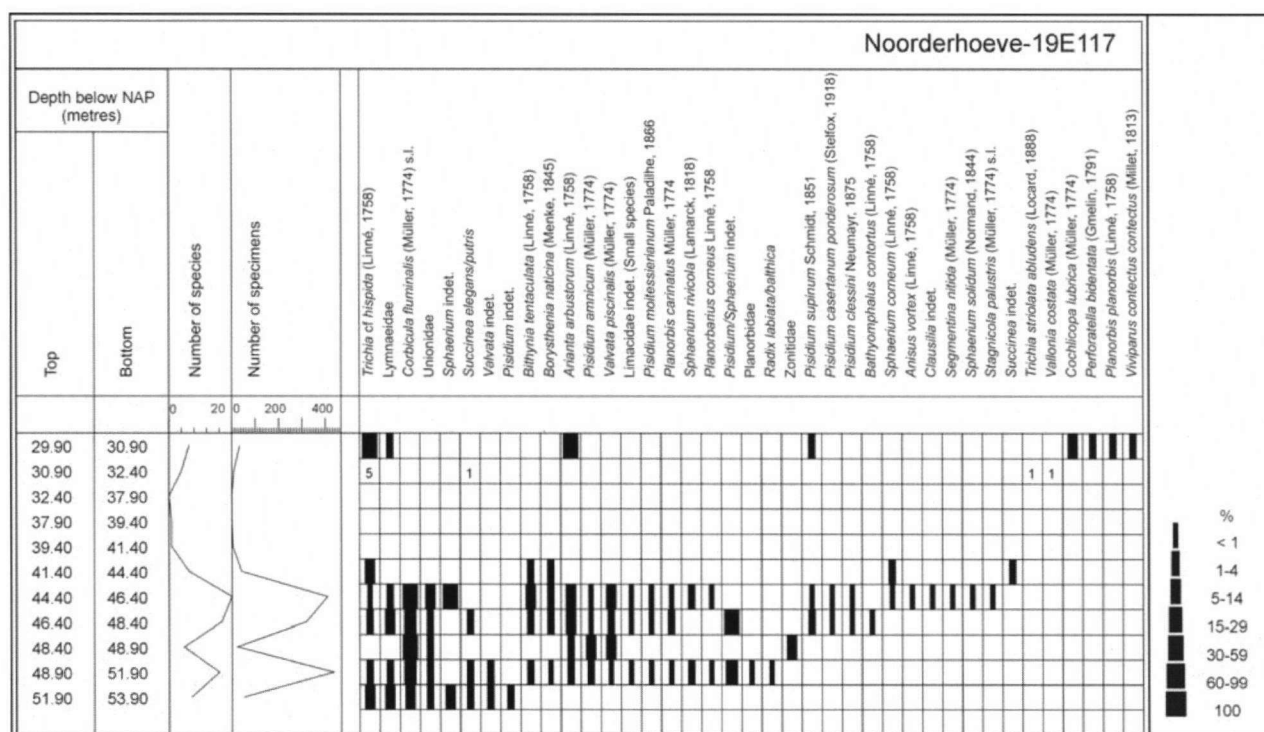 Noorderhoeve-19E117
Depth below NAP
(metres)
Top
Bottom
Number of species
Number of specimens
Trichia cf hispida (Linné, 1758)
Lymnaeidae
Corbicula fluminalis (Müller, 1774) s.l.
Unionidae
Sphaerium indet.
Succinea elegans/putris
Valvata indet.
Pisidium indet.
Bithynia tentaculata (Linné, 1758)
Borysthenia naticina (Menke, 1845)
Arianta arbustorum (Linné, 1758)
Pisidium amnicum (Müller, 1774)
Valvata piscinalis (Müller, 1774)
Limacidae indet. (Small species)
Pisidium moitessierianum Paladilhe, 1866
Planorbis carinatus Müller, 1774
Sphaerium rivicola (Lamarck, 1818)
Planorbarius corneus Linné, 1758
Pisidium/Sphaerium indet.
Planorbidae
Radix labiata/balthica
Zonitidae
Pisidium supinum Schmidt, 1851
Pisidium casertanum ponderosum (Stelfox, 1918)
Pisidium clessini Neumayr, 1875
Bathyomphalus contortus (Linné, 1758)
Sphaerium corneum (Linné, 1758)
Anisus vortex (Linné, 1758)
Clausilia indet.
Segmentina nitida (Müller, 1774)
Sphaerium solidum (Normand, 1844)
Stagnicola palustris (Müller, 1774) s.l.
Succinea indet.
Trichia striolata abludens (Locard, 1888)
Vallonia costata (Müller, 1774)
Cochlicopa lubrica (Müller, 1774)
Perforatella bidentata (Gmelin, 1791)
Planorbis planorbis (Linné, 1758)
Viviparus contectus contectus (Millet, 1813)
0 20 0 200 400
29.90 30.90
30.90 32.40 5 1 1 1
32.40 37.90
37.90 39.40
39.40 41.40
41.40 44.40
44.40 46.40
46.40 48.40
48.40 48.90
48.90 51.90
51.90 53.90
%
< 1
1-4
5-14
15-29
30-59
60-99
100